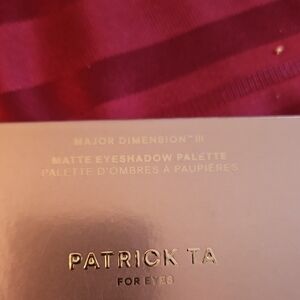 MAJOR DIMENSION™ III
MATTE EYESHADOW PALETTE
PALETTE D'OMBRES À PAUPIÈRES
PATRICK TA
FOR EYES